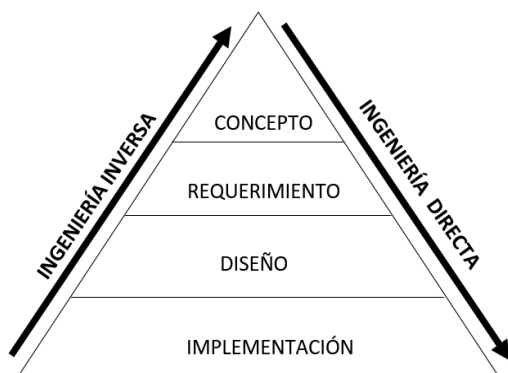 INGENIERÍA INVERSA
INGENIERÍA DIRECTA
CONCEPTO
REQUERIMIENTO
DISEÑO
IMPLEMENTACIÓN